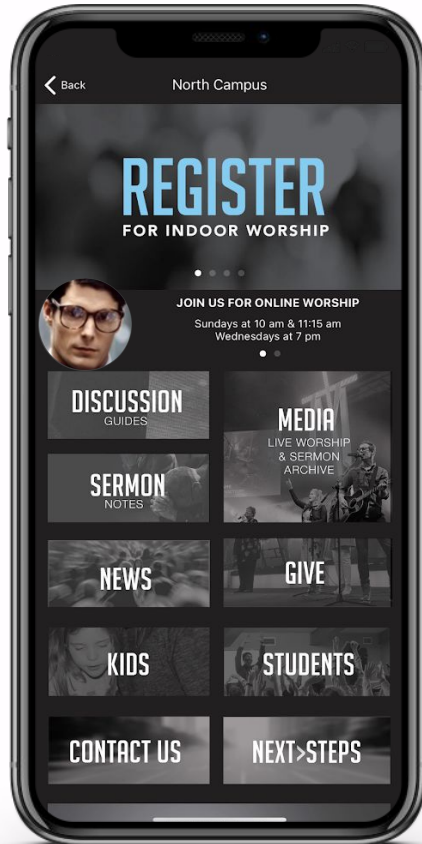 Back
North Campus
REGISTER
FOR INDOOR WORSHIP
JOIN US FOR ONLINE WORSHIP
Sundays at 10 am & 11:15 am
Wednesdays at 7 pm
DISCUSSION
GUIDES
MEDIA
LIVE WORSHIP
& SERMON
ARCHIVE
SERMON
NOTES
NEWS
GIVE
KIDS
STUDENTS
CONTACT US
NEXT>STEPS